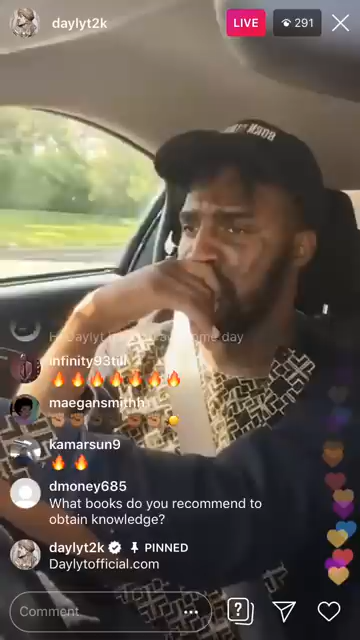 daylyt2k
LIVE
291
infinity93till
maegansmithh
kamarsun9
dmoney685
What books do you recommend to
obtain knowledge?
daylyt2k PINNED
Daylytofficial.com
Comment